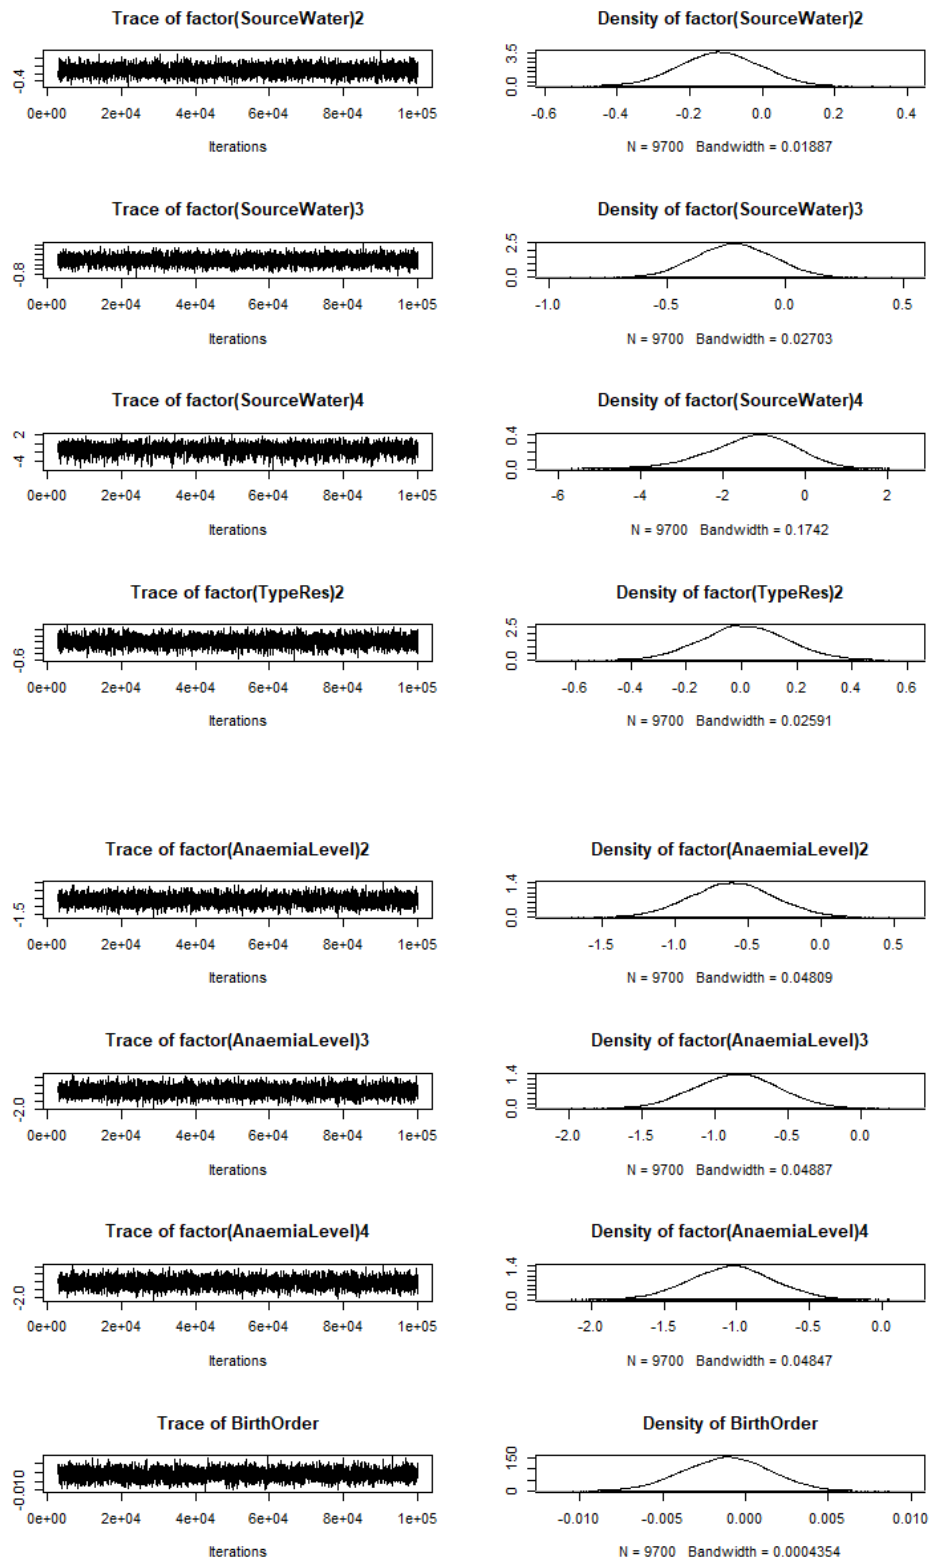 Trace of factor(SourceWater)2
Density of factor(SourceWater)2
-0.4
0e+00 2e+04 4e+04 6e+04 8e+04 1e+05
Iterations
0.0 3.5
-0.6 -0.4 -0.2 0.0 0.2 0.4
N = 9700 Bandwidth = 0.01887
Trace of factor(SourceWater)3
Density of factor(SourceWater)3
-0.8
0e+00 2e+04 4e+04 6e+04 8e+04 1e+05
Iterations
0.0 2.5
-1.0 -0.5 0.0 0.5
N = 9700 Bandwidth = 0.02703
Trace of factor(SourceWater)4
Density of factor(SourceWater)4
-4 2
0e+00 2e+04 4e+04 6e+04 8e+04 1e+05
Iterations
0.0 0.4
-6 -4 -2 0 2
N = 9700 Bandwidth = 0.1742
Trace of factor(TypeRes)2
Density of factor(TypeRes)2
-0.6
0e+00 2e+04 4e+04 6e+04 8e+04 1e+05
Iterations
0.0 2.5
-0.6 -0.4 -0.2 0.0 0.2 0.4 0.6
N = 9700 Bandwidth = 0.02591
Trace of factor(AnaemiaLevel)2
Density of factor(AnaemiaLevel)2
-1.5
0e+00 2e+04 4e+04 6e+04 8e+04 1e+05
Iterations
0.0 1.4
-1.5 -1.0 -0.5 0.0 0.5
N = 9700 Bandwidth = 0.04809
Trace of factor(AnaemiaLevel)3
Density of factor(AnaemiaLevel)3
-2.0
0e+00 2e+04 4e+04 6e+04 8e+04 1e+05
Iterations
0.0 1.4
-2.0 -1.5 -1.0 -0.5 0.0
N = 9700 Bandwidth = 0.04887
Trace of factor(AnaemiaLevel)4
Density of factor(AnaemiaLevel)4
-2.0
0e+00 2e+04 4e+04 6e+04 8e+04 1e+05
Iterations
0.0 1.4
-2.0 -1.5 -1.0 -0.5 0.0
N = 9700 Bandwidth = 0.04847
Trace of BirthOrder
Density of BirthOrder
-0.010
0e+00 2e+04 4e+04 6e+04 8e+04 1e+05
Iterations
0 150
-0.010 -0.005 0.000 0.005 0.010
N = 9700 Bandwidth = 0.0004354